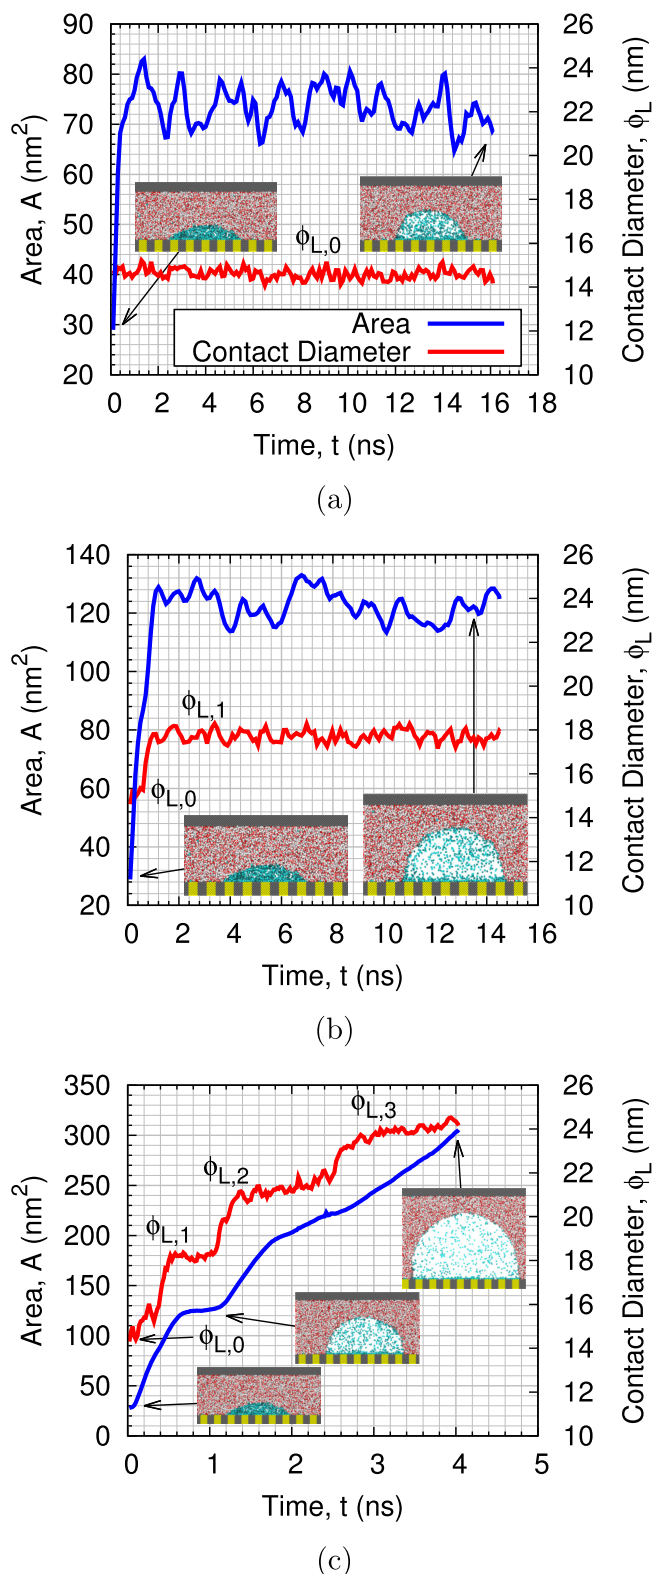 90
80
70
60
50
40
30
20
26
24
22
20
18
16
14
12
10
Area, A (nm²)
Contact Diameter, ϕL (nm)
ϕL,0
Area
Contact Diameter
0 2 4 6 8 10 12 14 16 18
Time, t (ns)
(a)
140
120
100
80
60
40
20
26
24
22
20
18
16
14
12
10
Area, A (nm²)
Contact Diameter, ϕL (nm)
ϕL,1
ϕL,0
0 2 4 6 8 10 12 14 16
Time, t (ns)
(b)
350
300
250
200
150
100
50
0
26
24
22
20
18
16
14
12
10
Area, A (nm²)
Contact Diameter, ϕL (nm)
ϕL,3
ϕL,2
ϕL,1
ϕL,0
0 1 2 3 4 5
Time, t (ns)
(c)